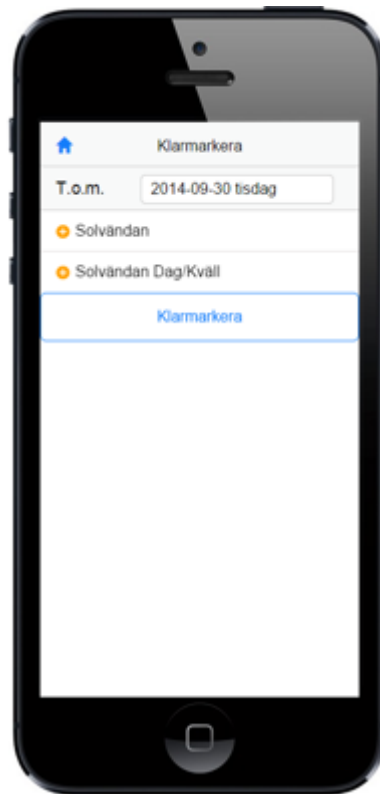 Klarmarkera
T.o.m. 2014-09-30 tisdag
Solvändan
Solvändan Dag/Kväll
Klarmarkera